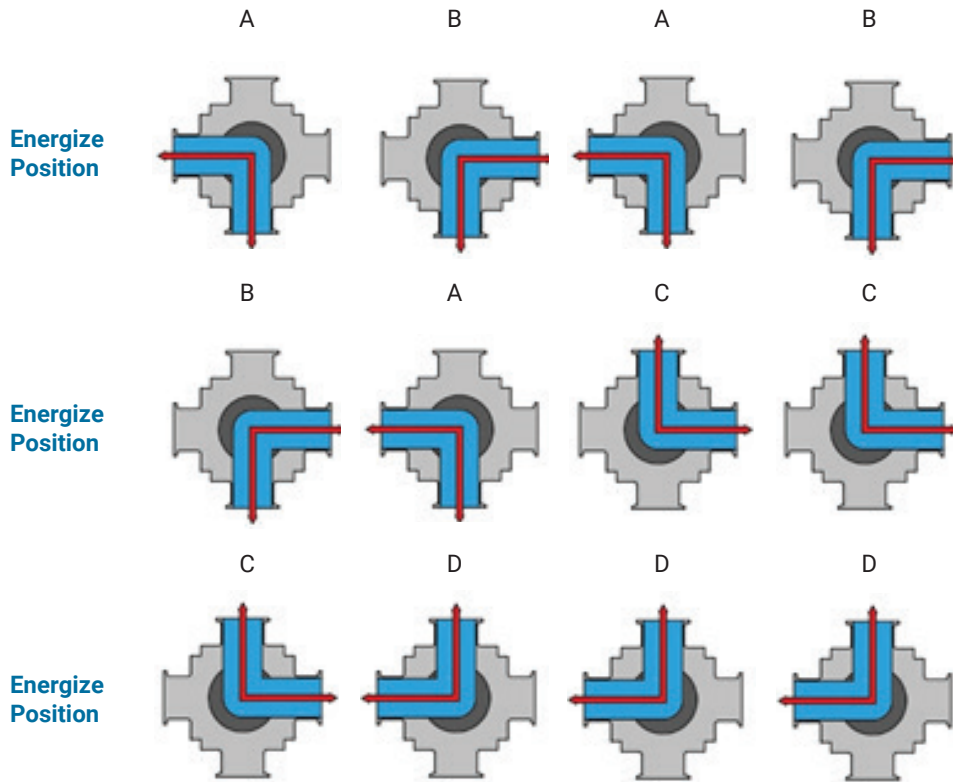 A B A B
Energize
Position
B A C C
Energize
Position
C D D D
Energize
Position